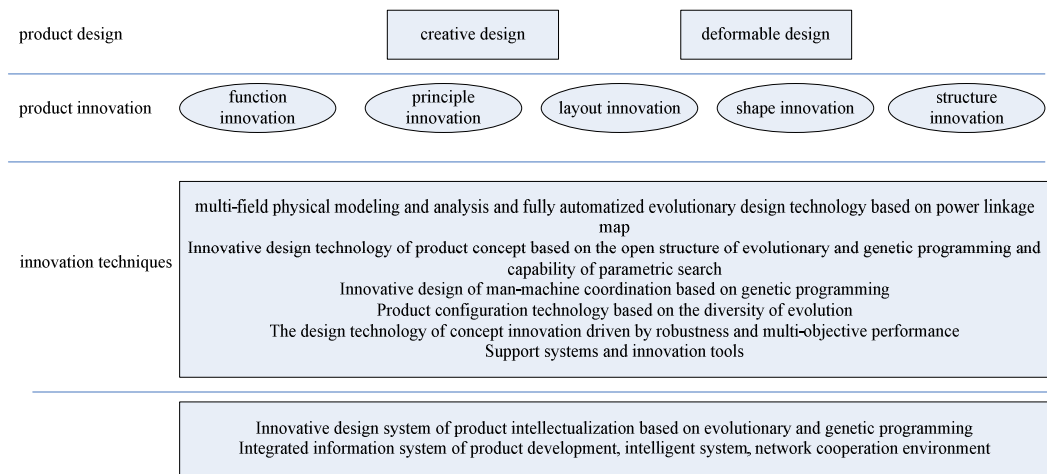 product design
creative design
deformable design
product innovation
function
innovation
principle
innovation
layout innovation
shape innovation
structure
innovation
innovation techniques
multi-field physical modeling and analysis and fully automatized evolutionary design technology based on power linkage
map
Innovative design technology of product concept based on the open structure of evolutionary and genetic programming and
capability of parametric search
Innovative design of man-machine coordination based on genetic programming
Product configuration technology based on the diversity of evolution
The design technology of concept innovation driven by robustness and multi-objective performance
Support systems and innovation tools
Innovative design system of product intellectualization based on evolutionary and genetic programming
Integrated information system of product development, intelligent system, network cooperation environment